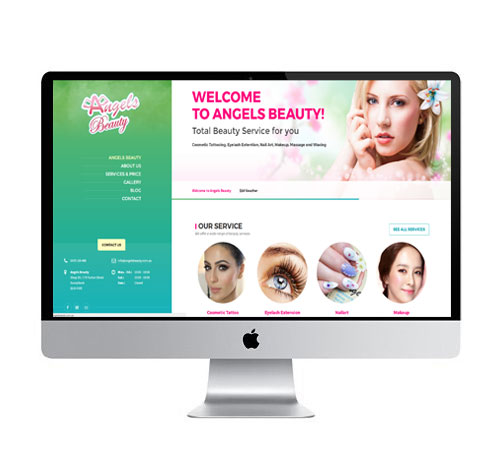 Angels
Beauty
ANGELS BEAUTY
ABOUT US
SERVICES & PRICE
GALLERY
BLOG
CONTACT
CONTACT US
Angels Beauty
WELCOME
TO ANGELS BEAUTY!
Total Beauty Service for you
Cosmetic Tattooing, Eyelash Extention, Nail Art, Makeup, Massage and Waxing
Welcome to Angels Beauty
Gift Voucher
OUR SERVICE
SEE ALL SERVICES
Cosmetic Tattoo
Eyelash Extension
Nailart
Makeup